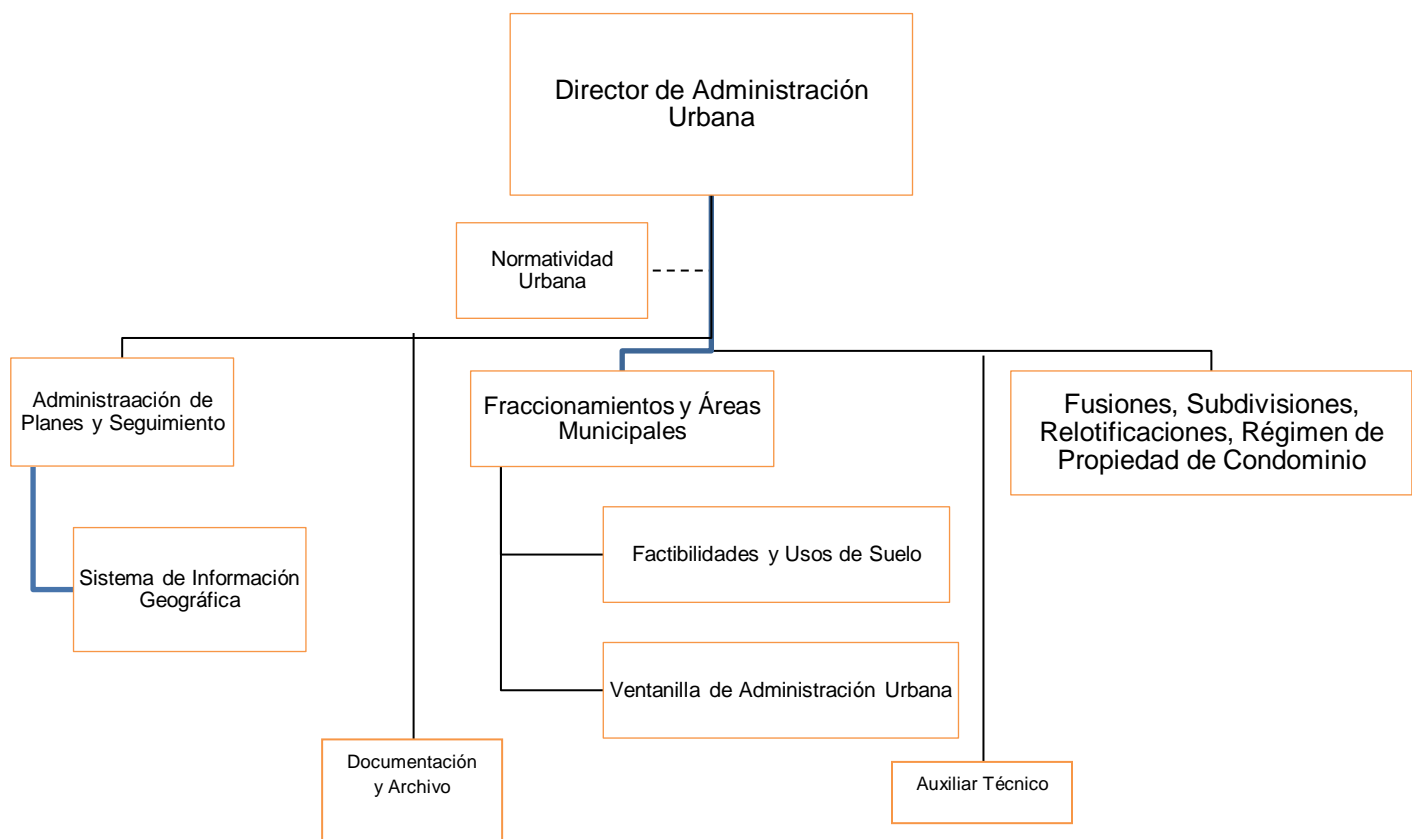 Director de Administración
Urbana
Normatividad
Urbana
Administraación de
Planes y Seguimiento
Fraccionamientos y Áreas
Municipales
Fusiones, Subdivisiones,
Relotificaciones, Régimen de
Propiedad de Condominio
Sistema de Información
Geográfica
Factibilidades y Usos de Suelo
Ventanilla de Administración Urbana
Documentación
y Archivo
Auxiliar Técnico